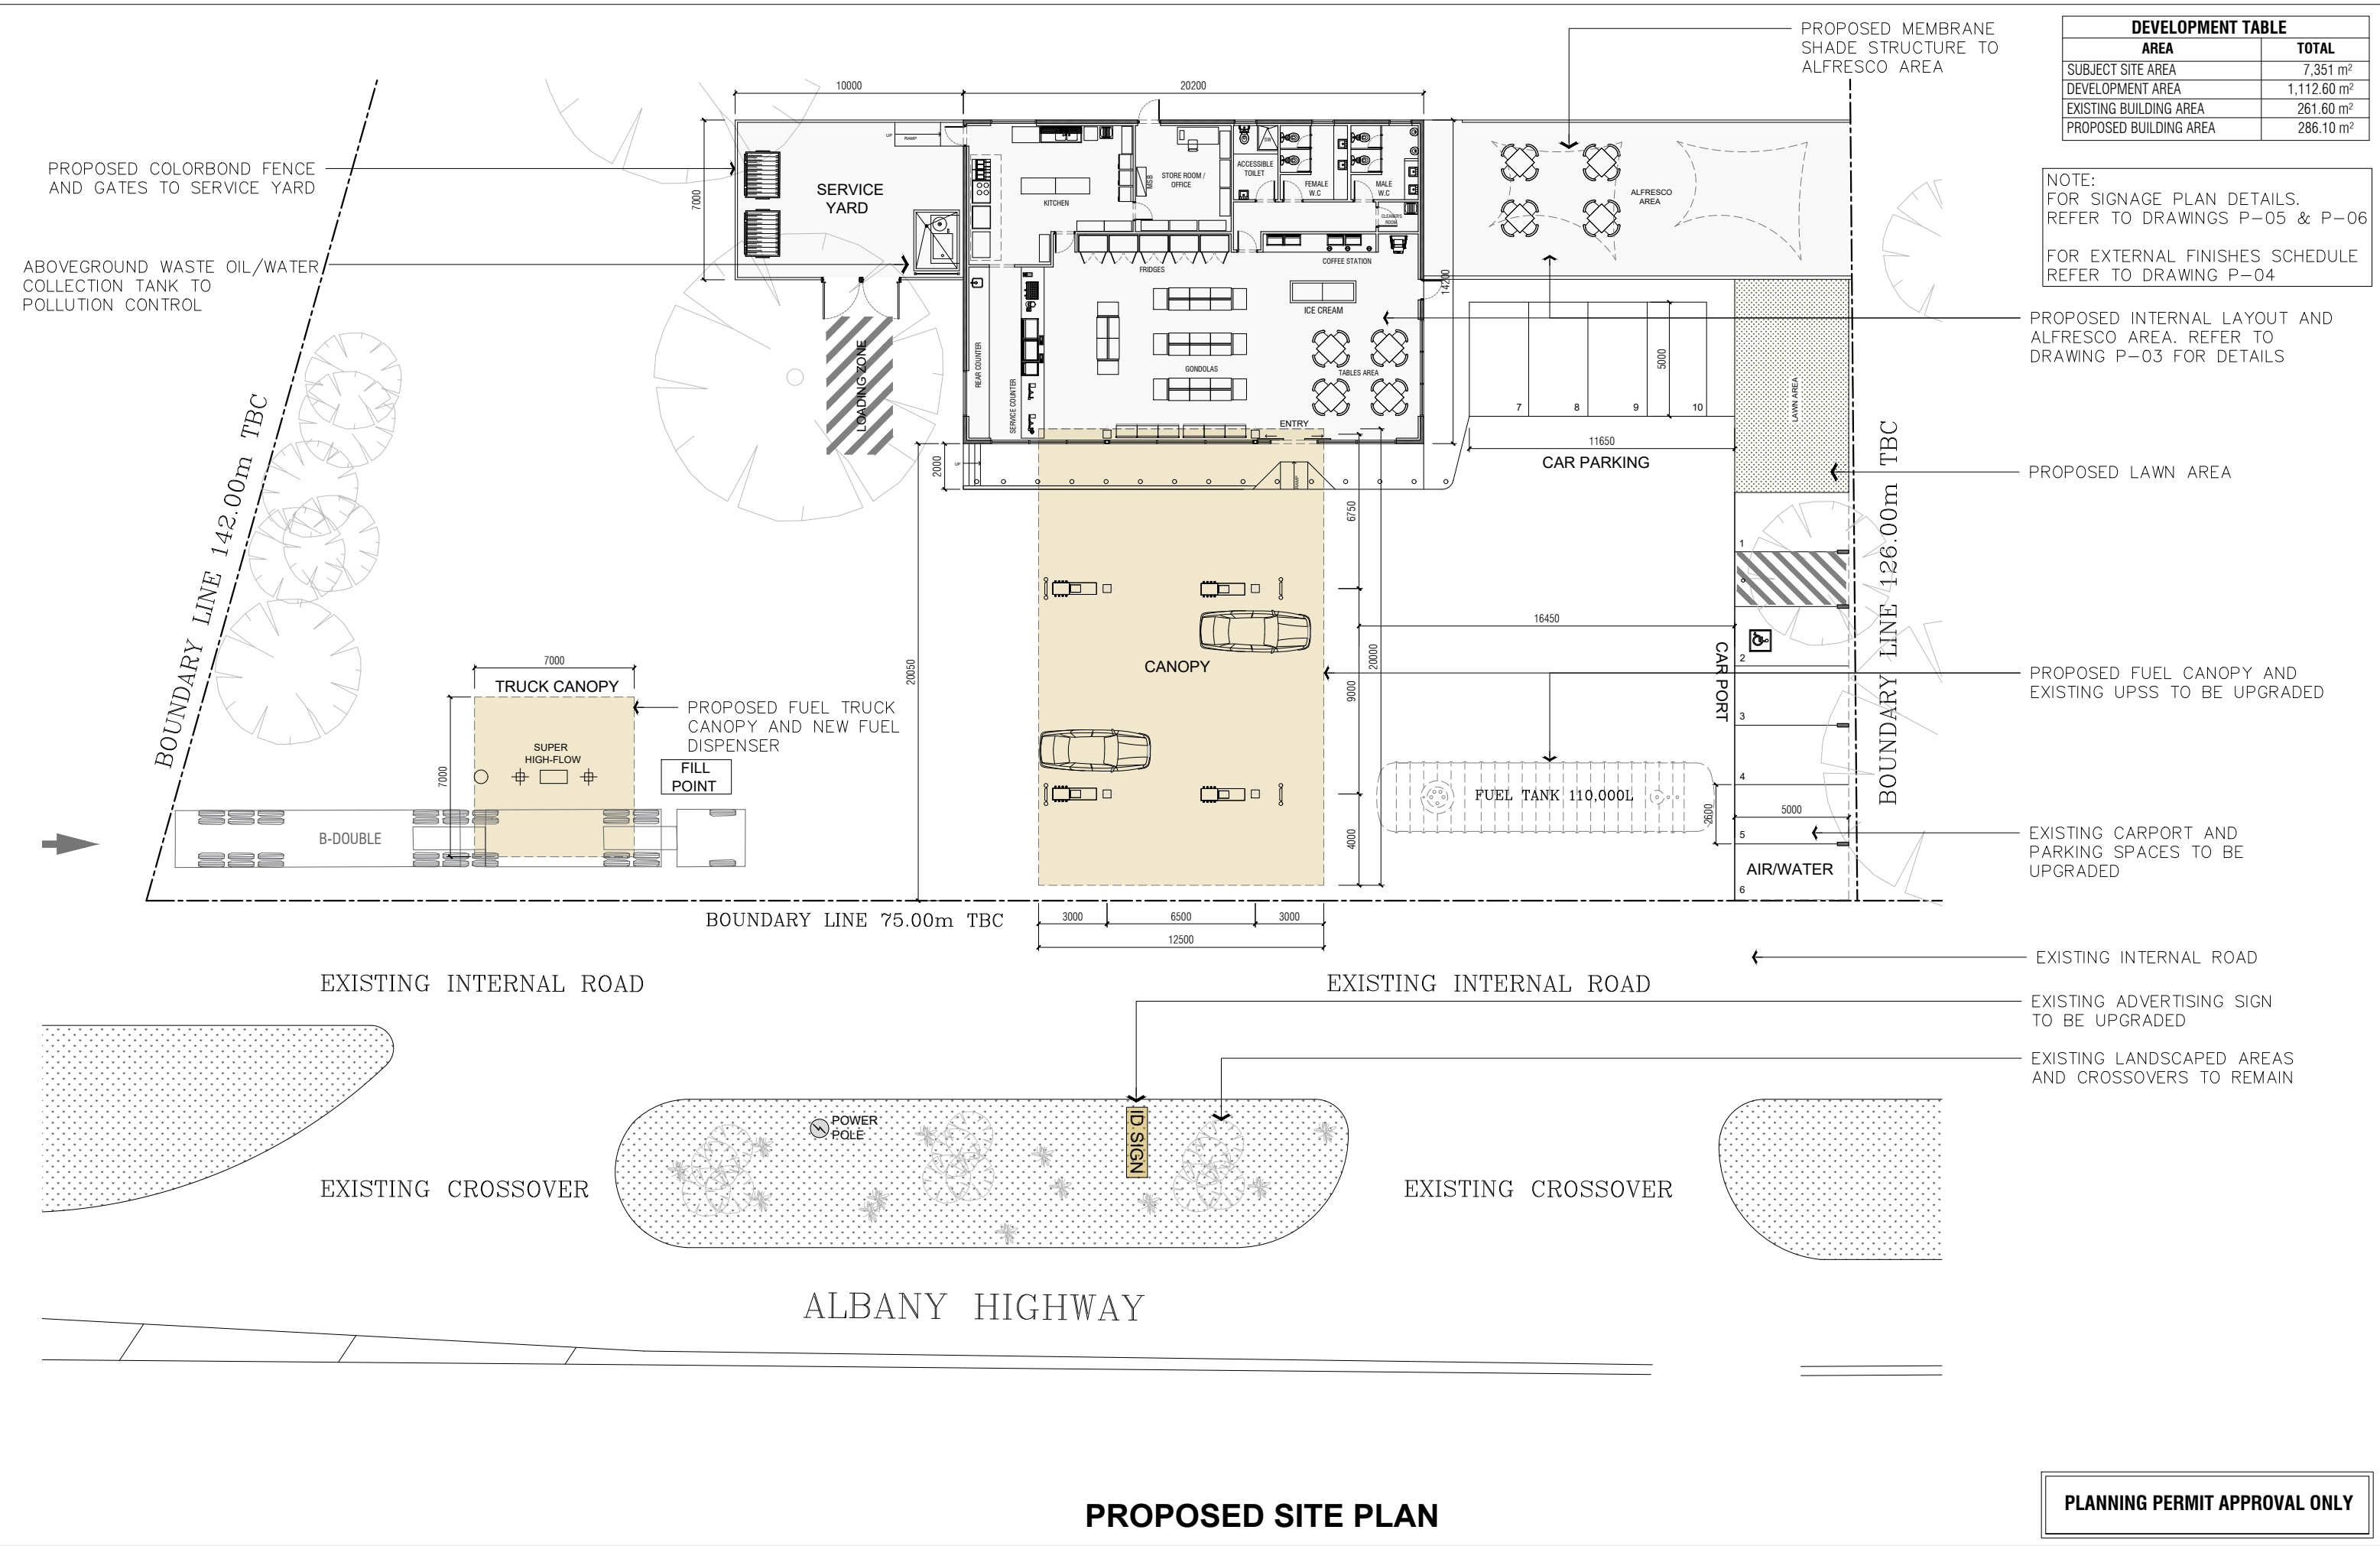 PROPOSED MEMBRANE
SHADE STRUCTURE TO
ALFRESCO AREA
DEVELOPMENT TABLE
AREA TOTAL
SUBJECT SITE AREA 7,351 m²
DEVELOPMENT AREA 1,112.60 m²
EXISTING BUILDING AREA 261.60 m²
PROPOSED BUILDING AREA 286.10 m²
NOTE:
FOR SIGNAGE PLAN DETAILS.
REFER TO DRAWINGS P-05 & P-06
FOR EXTERNAL FINISHES SCHEDULE
REFER TO DRAWING P-04
10000
20200
PROPOSED COLORBOND FENCE
AND GATES TO SERVICE YARD
7000
UP
RAMP
SERVICE
YARD
KITCHEN
MSB
STORE ROOM /
OFFICE
SW
ACCESSIBLE
TOILET
FEMALE
W.C
MALE
W.C
CLEANERS
ROOM
ALFRESCO
AREA
ABOVEGROUND WASTE OIL/WATER
COLLECTION TANK TO
POLLUTION CONTROL
FRIDGES
COFFEE STATION
14200
ICE CREAM
REAR COUNTER
SERVICE COUNTER
GONDOLAS
TABLES AREA
ENTRY
LOADING ZONE
PROPOSED INTERNAL LAYOUT AND
ALFRESCO AREA. REFER TO
DRAWING P-03 FOR DETAILS
5000
7
8
9
10
LAWN AREA
11650
CAR PARKING
PROPOSED LAWN AREA
BOUNDARY LINE 142.00m TBC
BOUNDARY LINE 126.00m TBC
2000
UP
RAMP
6750
20050
16450
20000
9000
4000
CANOPY
1
2
3
4
5
6
CAR PORT
PROPOSED FUEL CANOPY AND
EXISTING UPSS TO BE UPGRADED
7000
TRUCK CANOPY
PROPOSED FUEL TRUCK
CANOPY AND NEW FUEL
DISPENSER
7000
SUPER
HIGH-FLOW
FILL
POINT
B-DOUBLE
FUEL TANK 110,000L
2600
5000
EXISTING CARPORT AND
PARKING SPACES TO BE
UPGRADED
AIR/WATER
BOUNDARY LINE 75.00m TBC
3000
6500
3000
12500
EXISTING INTERNAL ROAD
EXISTING INTERNAL ROAD
EXISTING INTERNAL ROAD
EXISTING ADVERTISING SIGN
TO BE UPGRADED
EXISTING LANDSCAPED AREAS
AND CROSSOVERS TO REMAIN
POWER
POLE
ID SIGN
EXISTING CROSSOVER
EXISTING CROSSOVER
ALBANY HIGHWAY
PROPOSED SITE PLAN
PLANNING PERMIT APPROVAL ONLY